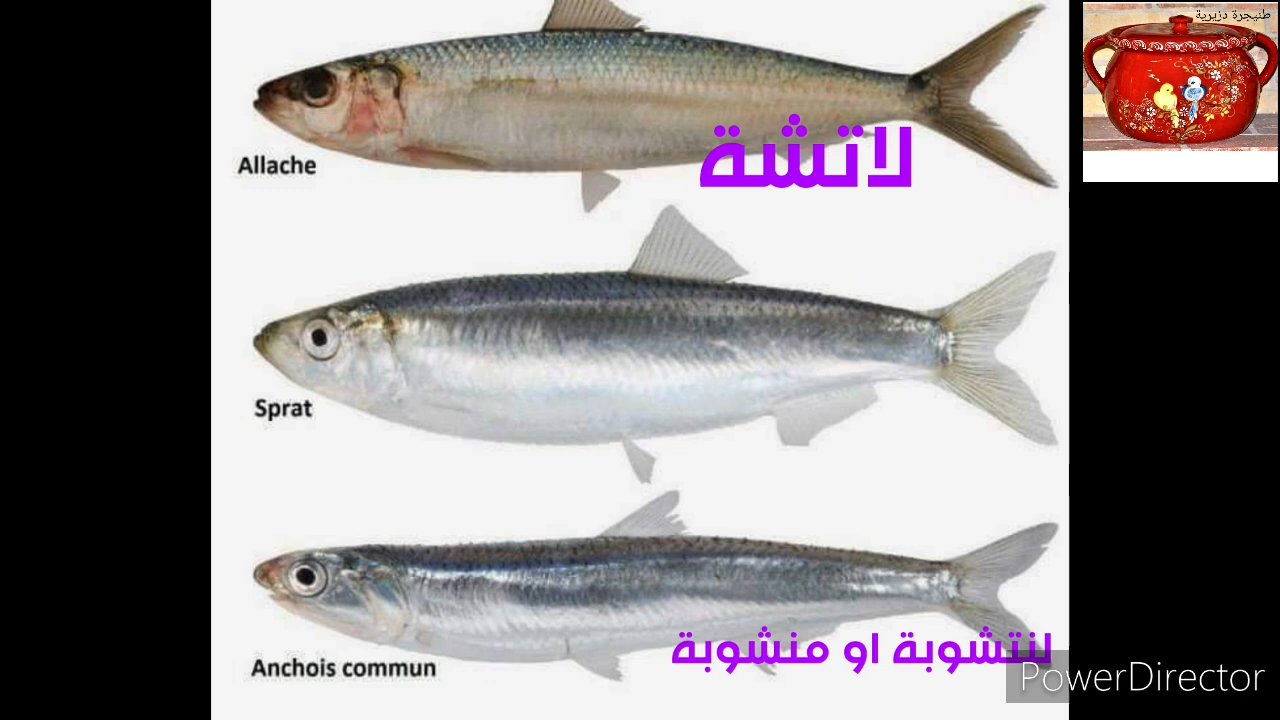 طنيجرة دزيرية
Allache
لاتشة
Sprat
Anchois commun
لنتشوبة او منشوبة
PowerDirector